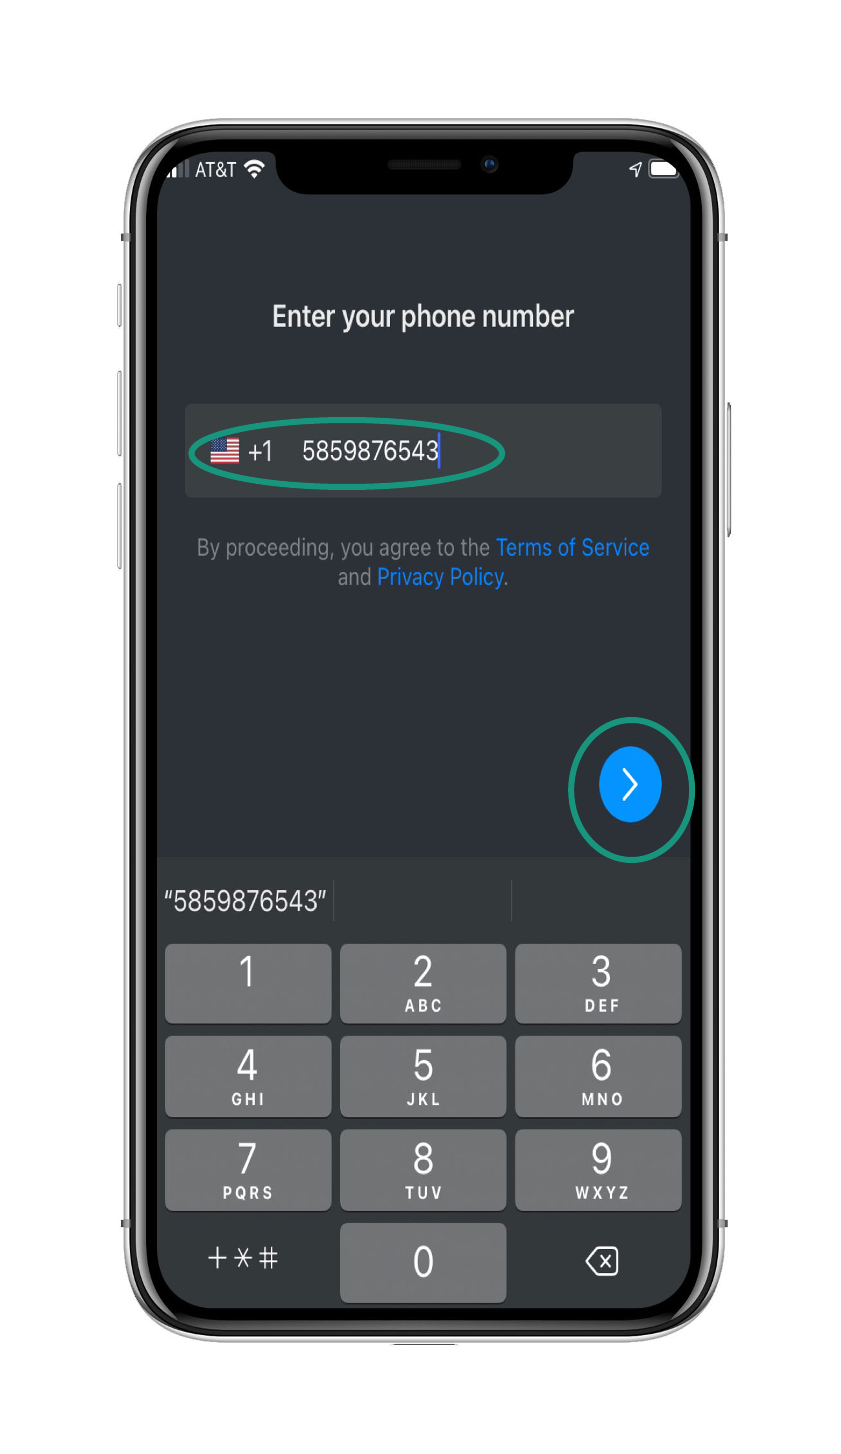 AT&T
Enter your phone number
+1 5859876543
By proceeding, you agree to the Terms of Service
and Privacy Policy.
“5859876543”
1 2 3
ABC DEF
4 5 6
GHI JKL MNO
7 8 9
PQRS TUV WXYZ
+*# 0